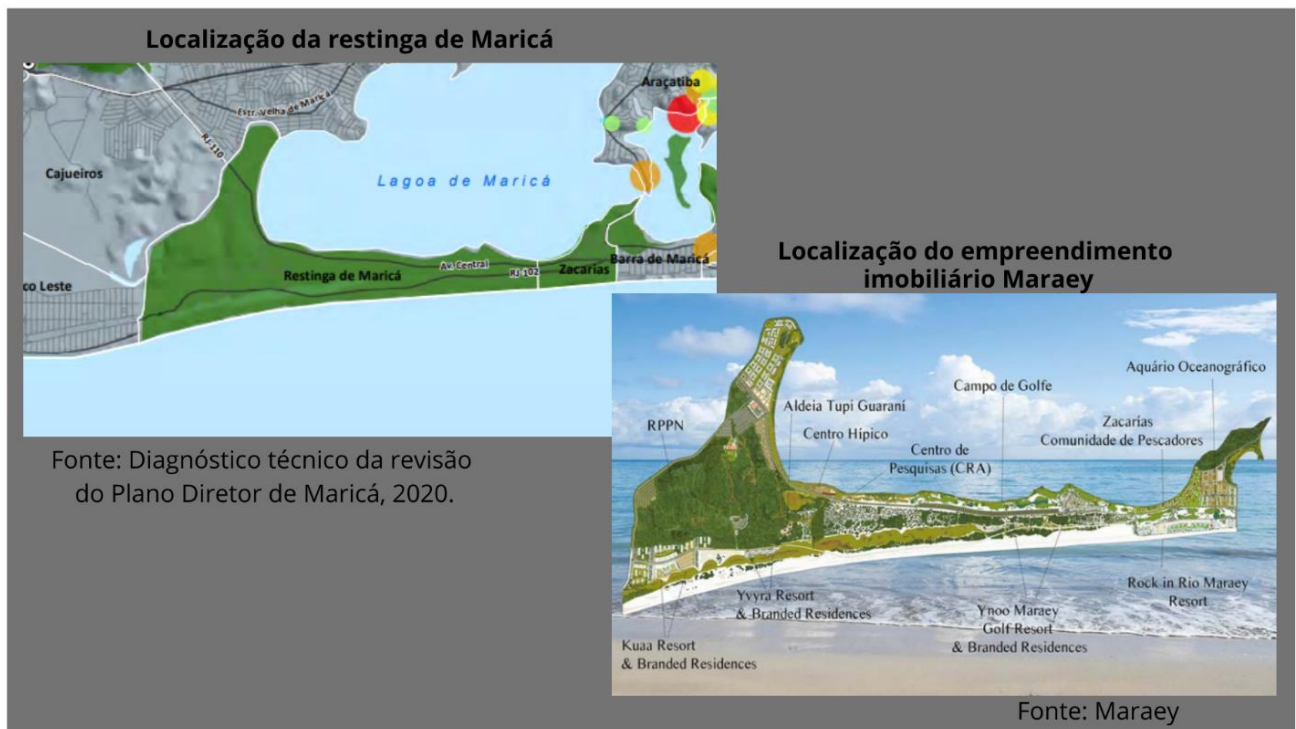 Localização da restinga de Maricá
Araçatiba
Estr. Velha de Maricá
RJ-110
Cajueiros
Lagoa de Maricá
Restinga de Maricá
Av. Central
RJ-102
Zacarias
Barra de Maricá
co Leste
Fonte: Diagnóstico técnico da revisão
do Plano Diretor de Maricá, 2020.
Localização do empreendimento
imobiliário Maraey
Aquário Oceanográfico
Campo de Golfe
Aldeia Tupi Guaraní
RPPN
Zacarias
Comunidade de Pescadores
Centro Hípico
Centro de
Pesquisas (CRA)
Rock in Rio Maraey
Resort
Yvyra Resort
& Branded Residences
Ynoo Maraey
Golf Resort
& Branded Residences
Kuaa Resort
& Branded Residences
Fonte: Maraey